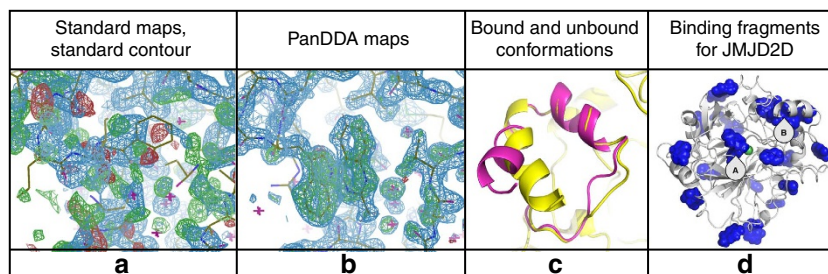 Standard maps,
standard contour
PanDDA maps
Bound and unbound
conformations
Binding fragments
for JMJD2D
B
A
a
b
c
d